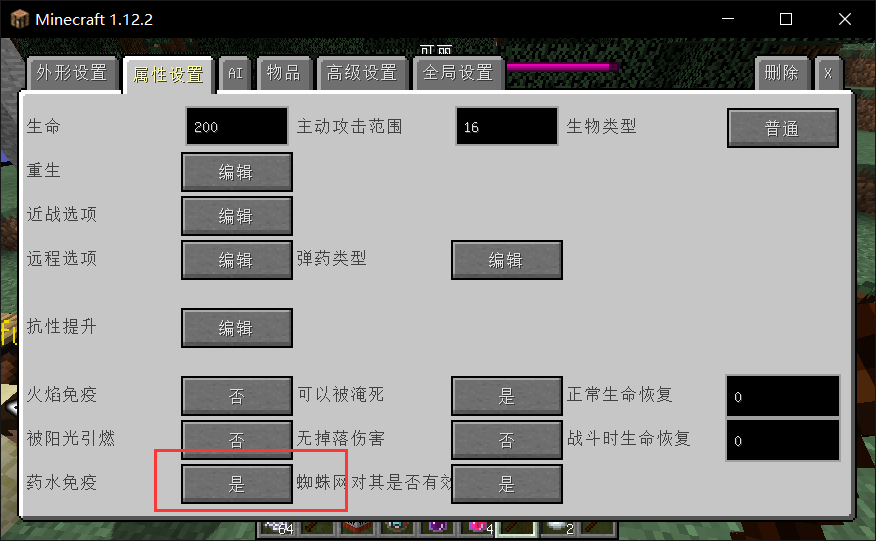 Minecraft 1.12.2
外形设置 属性设置 AI 物品 高级设置 全局设置 删除 X
生命 200 主动攻击范围 16 生物类型 普通
重生 编辑
近战选项 编辑
远程选项 编辑 弹药类型 编辑
抗性提升 编辑
火焰免疫 否 可以被淹死 是 正常生命恢复 0
被阳光引燃 否 无掉落伤害 否 战斗时生命恢复 0
药水免疫 是 蜘蛛网对其是否有效 是
64 4 2